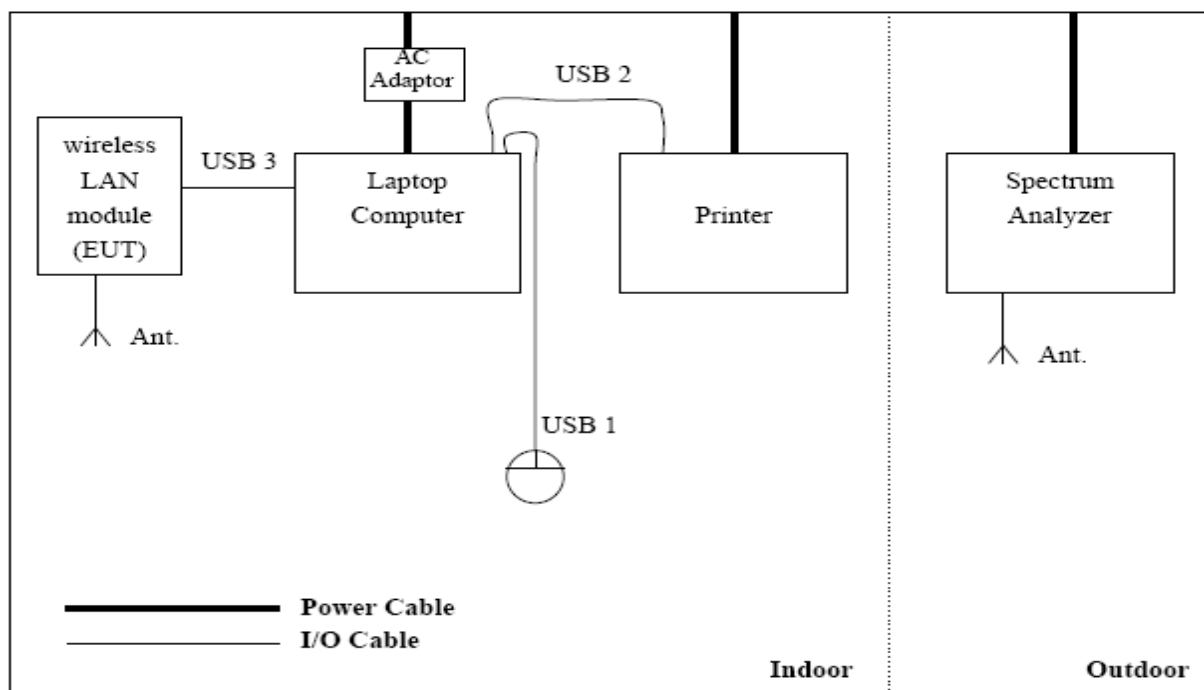 AC
Adaptor
USB 2
wireless
LAN
module
(EUT)
USB 3
Laptop
Computer
Printer
Spectrum
Analyzer
Ant.
Ant.
USB 1
Power Cable
I/O Cable
Indoor
Outdoor